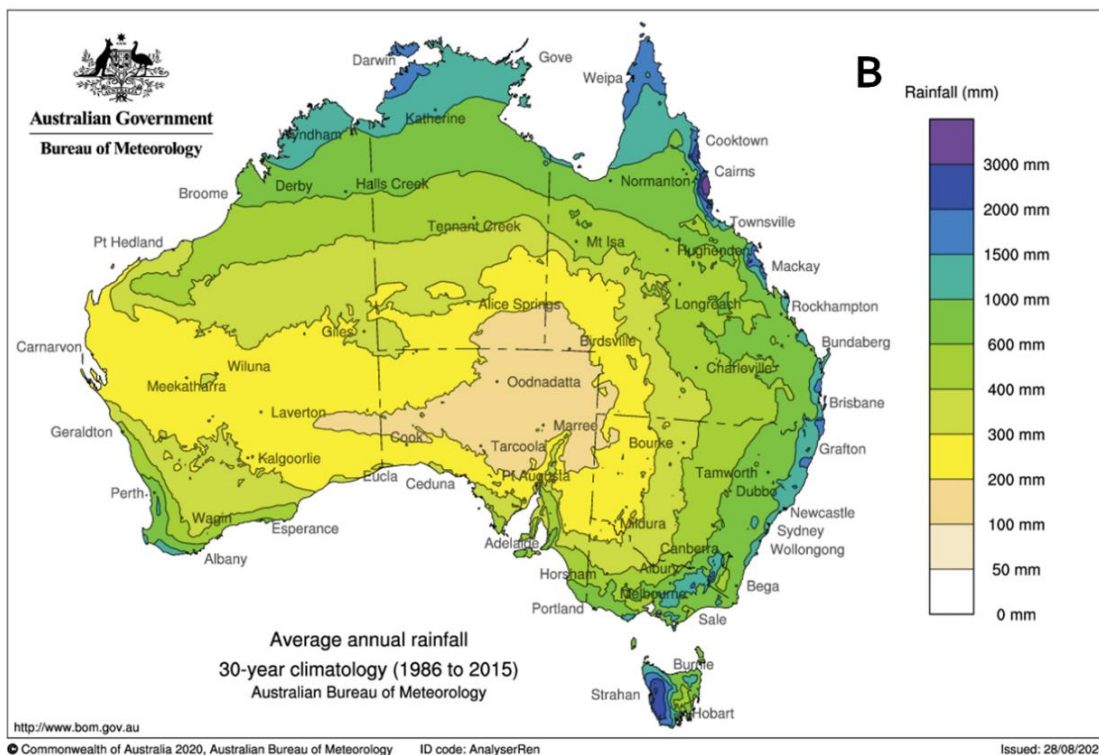 Australian Government
Bureau of Meteorology
B
Rainfall (mm)
3000 mm
2000 mm
1500 mm
1000 mm
600 mm
400 mm
300 mm
200 mm
100 mm
50 mm
0 mm
Darwin
Gove
Weipa
Katherine
Wyndham
Cooktown
Cairns
Broome
Derby
Halls Creek
Normanton
Townsville
Tennant Creek
Pt Hedland
Mt Isa
Hughenden
Mackay
Alice Springs
Longreach
Rockhampton
Giles
Birdsville
Bundaberg
Carnarvon
Wiluna
Charleville
Meekatharra
Oodnadatta
Brisbane
Laverton
Marree
Geraldton
Cook
Tarcoola
Bourke
Grafton
Kalgoorlie
Eucla
Ceduna
Pt Augusta
Tamworth
Perth
Dubbo
Newcastle
Wagin
Esperance
Mildura
Sydney
Adelaide
Canberra
Wollongong
Albany
Horsham
Albury
Melbourne
Bega
Portland
Sale
Average annual rainfall
30-year climatology (1986 to 2015)
Australian Bureau of Meteorology
Burnie
Strahan
Hobart
http://www.bom.gov.au
© Commonwealth of Australia 2020, Australian Bureau of Meteorology ID code: AnalyserRen Issued: 28/08/202